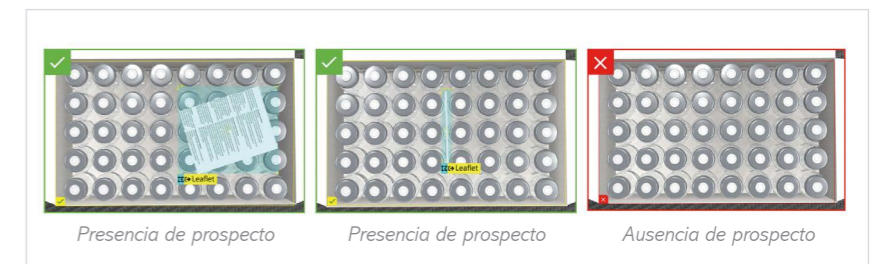 Leaflet
Leaflet
Presencia de prospecto
Presencia de prospecto
Ausencia de prospecto